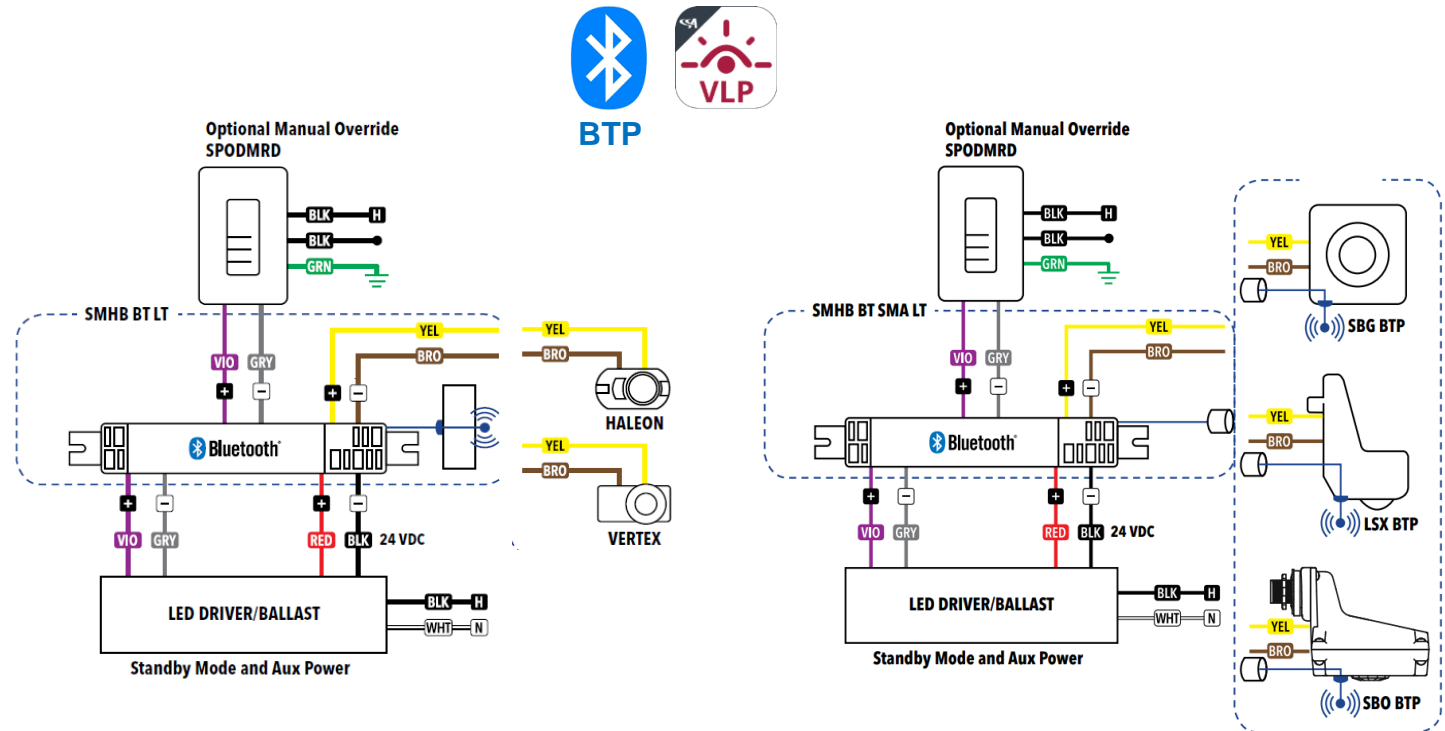 VLP
BTP
Optional Manual Override
SPODMRD
BLK H
BLK
GRN
SMHB BT LT
VIO GRY
+ −
YEL
BRO
+ −
Bluetooth®
+ − + −
VIO GRY RED BLK 24 VDC
LED DRIVER/BALLAST
BLK H
WHT N
Standby Mode and Aux Power
YEL
BRO
HALEON
YEL
BRO
VERTEX
Optional Manual Override
SPODMRD
BLK H
BLK
GRN
SMHB BT SMA LT
VIO GRY
+ −
YEL
BRO
+ −
Bluetooth®
+ − + −
VIO GRY RED BLK 24 VDC
LED DRIVER/BALLAST
BLK H
WHT N
Standby Mode and Aux Power
YEL
BRO
SBG BTP
YEL
BRO
LSX BTP
YEL
BRO
SBO BTP